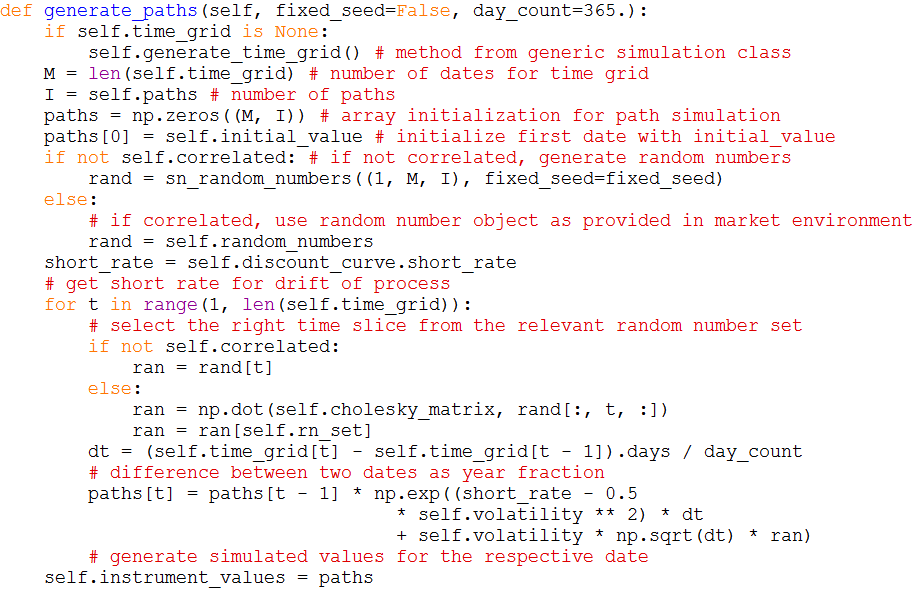 def generate_paths(self, fixed_seed=False, day_count=365.):
    if self.time_grid is None:
        self.generate_time_grid() # method from generic simulation class
    M = len(self.time_grid) # number of dates for time grid
    I = self.paths # number of paths
    paths = np.zeros((M, I)) # array initialization for path simulation
    paths[0] = self.initial_value # initialize first date with initial_value
    if not self.correlated: # if not correlated, generate random numbers
        rand = sn_random_numbers((1, M, I), fixed_seed=fixed_seed)
    else:
        # if correlated, use random number object as provided in market environment
        rand = self.random_numbers
    short_rate = self.discount_curve.short_rate
    # get short rate for drift of process
    for t in range(1, len(self.time_grid)):
        # select the right time slice from the relevant random number set
        if not self.correlated:
            ran = rand[t]
        else:
            ran = np.dot(self.cholesky_matrix, rand[:, t, :])
            ran = ran[self.rn_set]
        dt = (self.time_grid[t] - self.time_grid[t - 1]).days / day_count
        # difference between two dates as year fraction
        paths[t] = paths[t - 1] * np.exp((short_rate - 0.5
                                    * self.volatility ** 2) * dt
                                    + self.volatility * np.sqrt(dt) * ran)
        # generate simulated values for the respective date
    self.instrument_values = paths